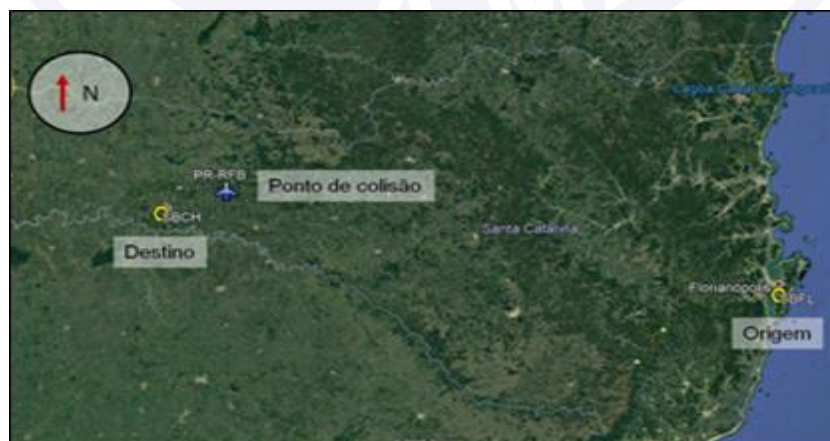 N
PR-RFB
Ponto de colisão
SBCH
Destino
Santa Catarina
Florianópolis
SBFL
Origem